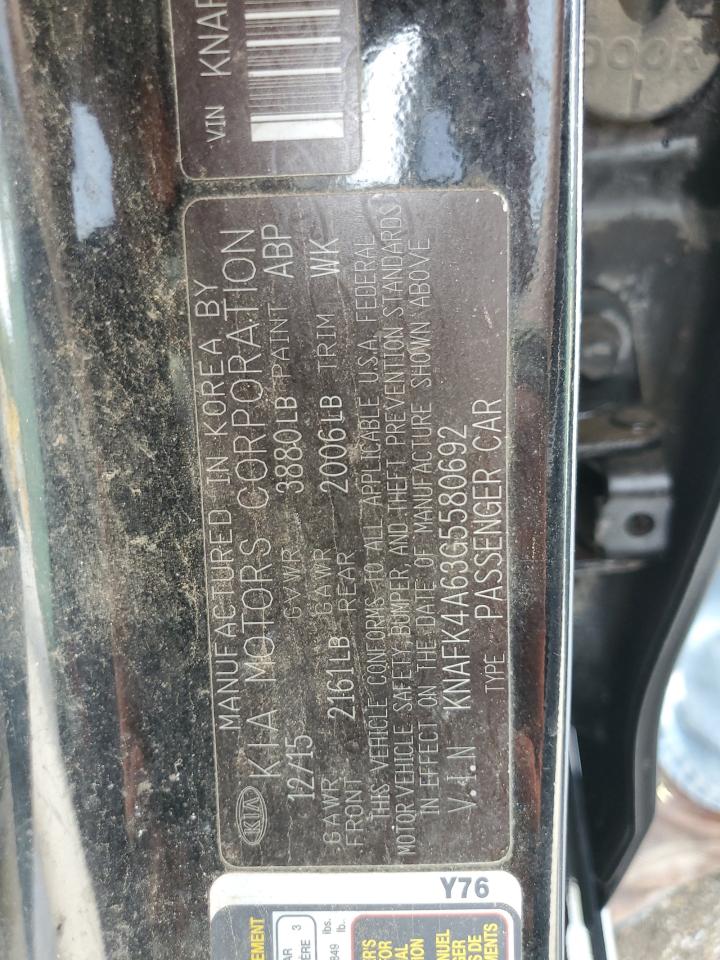 VIN KNAF
MANUFACTURED IN KOREA BY
KIA KIA MOTORS CORPORATION
12/15 GVWR 3880LB PAINT ABP
GAWR FRONT 2161LB GAWR REAR 2006LB TRIM WK
THIS VEHICLE CONFORMS TO ALL APPLICABLE U.S.A. FEDERAL
MOTOR VEHICLE SAFETY, BUMPER, AND THEFT PREVENTION STANDARDS
IN EFFECT ON THE DATE OF MANUFACTURE SHOWN ABOVE
V.I.N KNAFK4A63G5580692
TYPE PASSENGER CAR
Y76
DOOR